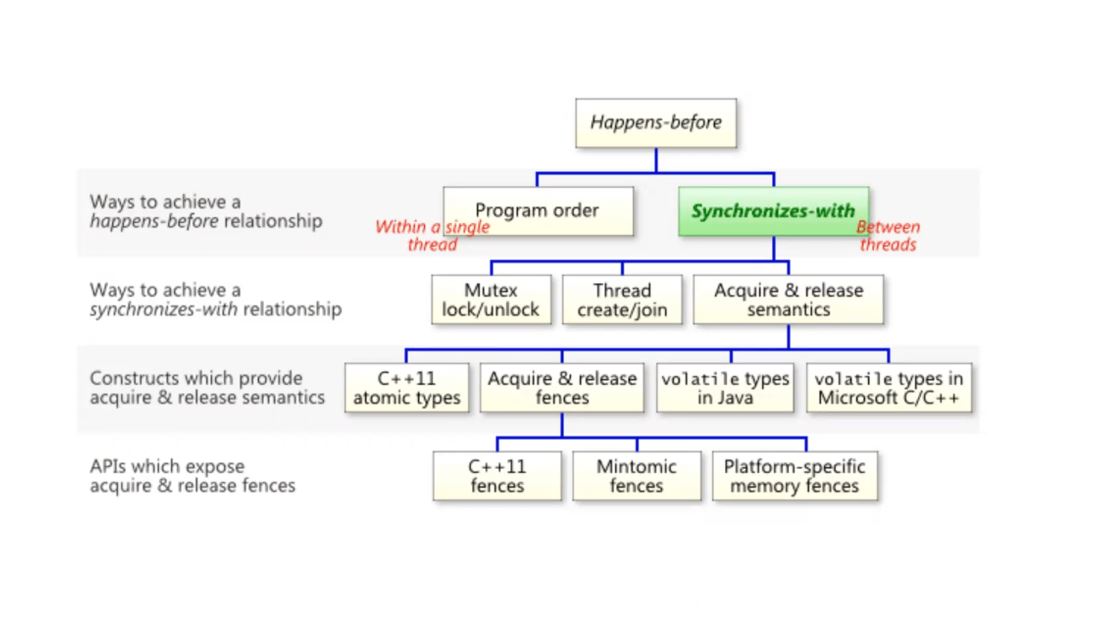 Happens-before
Ways to achieve a
happens-before relationship
Program order
Within a single
thread
Synchronizes-with
Between
threads
Ways to achieve a
synchronizes-with relationship
Mutex
lock/unlock
Thread
create/join
Acquire & release
semantics
Constructs which provide
acquire & release semantics
C++11
atomic types
Acquire & release
fences
volatile types
in Java
volatile types in
Microsoft C/C++
APIs which expose
acquire & release fences
C++11
fences
Mintomic
fences
Platform-specific
memory fences